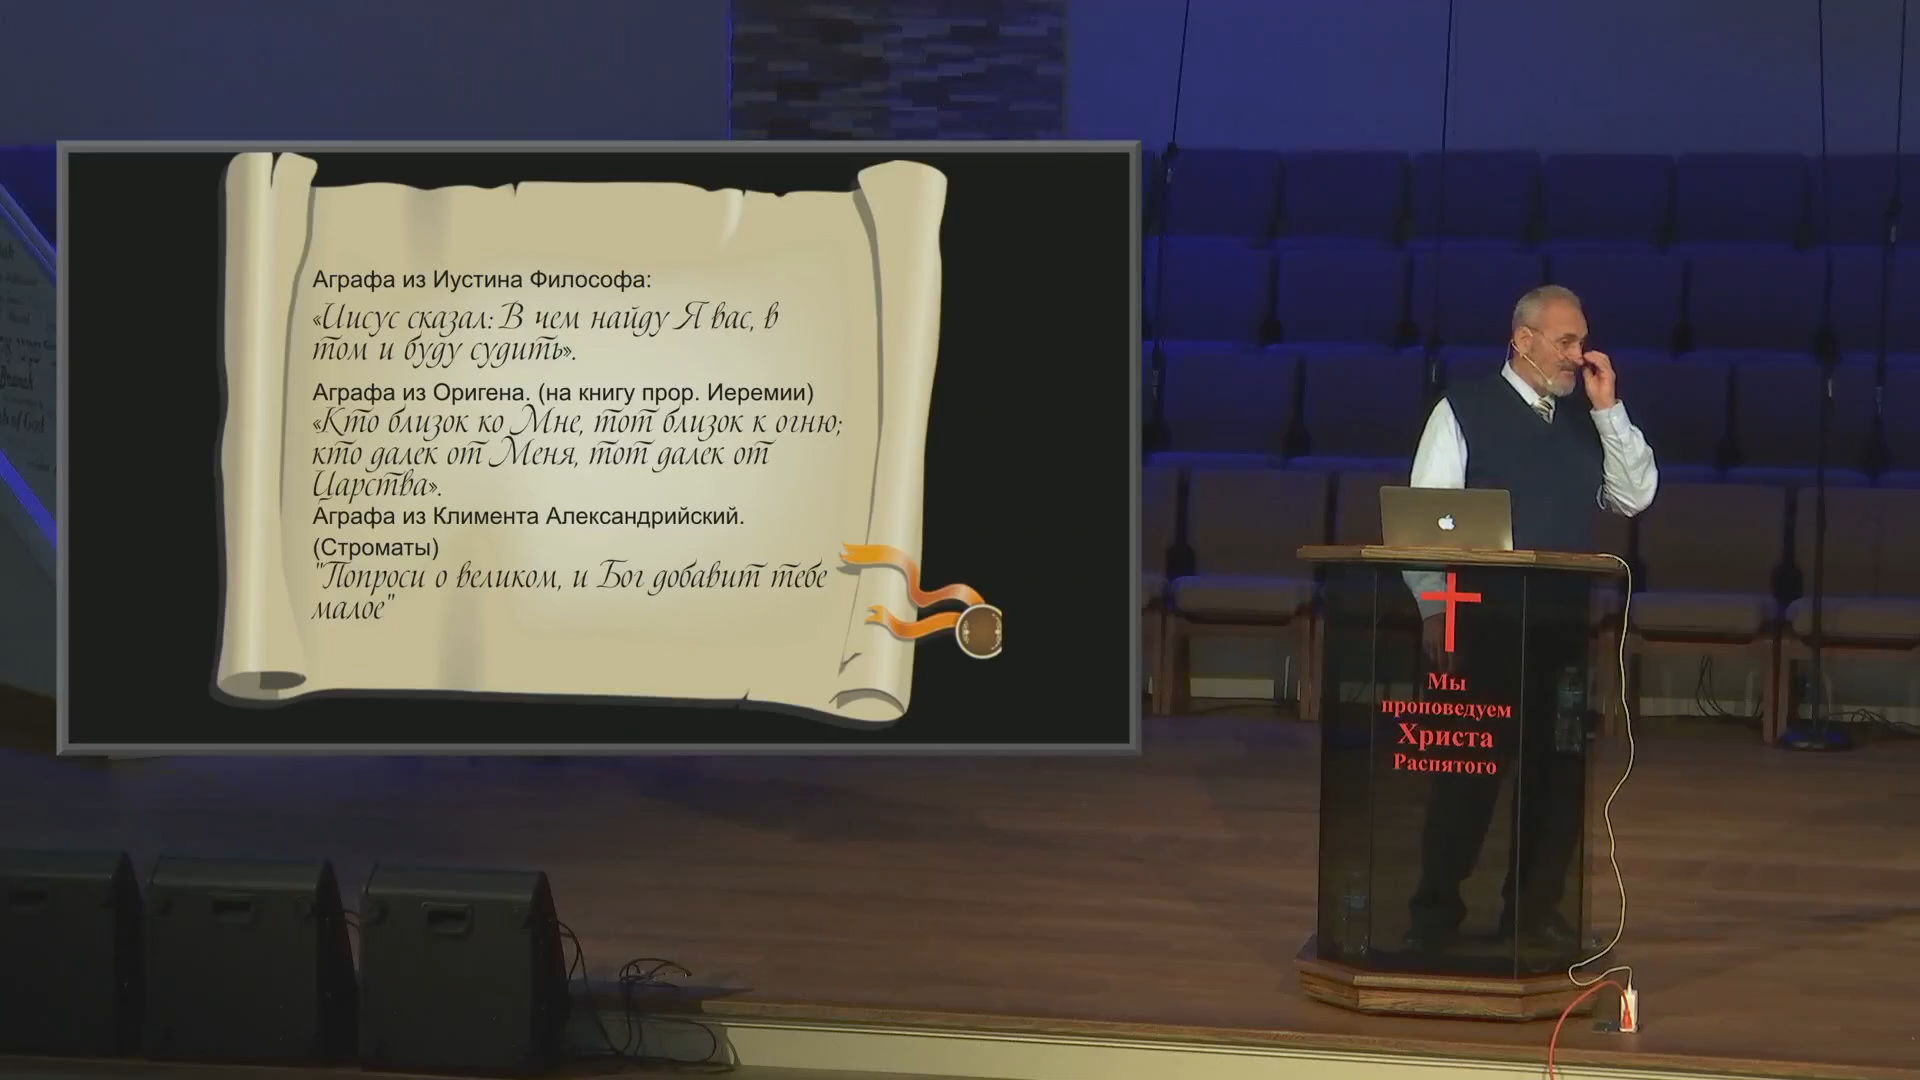 Аграфа из Иустина Философа:
«Иисус сказал: В чем найду Я вас, в
том и буду судить».
Аграфа из Оригена. (на книгу прор. Иеремии)
«Кто близок ко Мне, тот близок к огню;
кто далек от Меня, тот далек от
Царства».
Аграфа из Климента Александрийский.
(Строматы)
"Попроси о великом, и Бог добавит тебе
малое"
Мы
проповедуем
Христа
Распятого